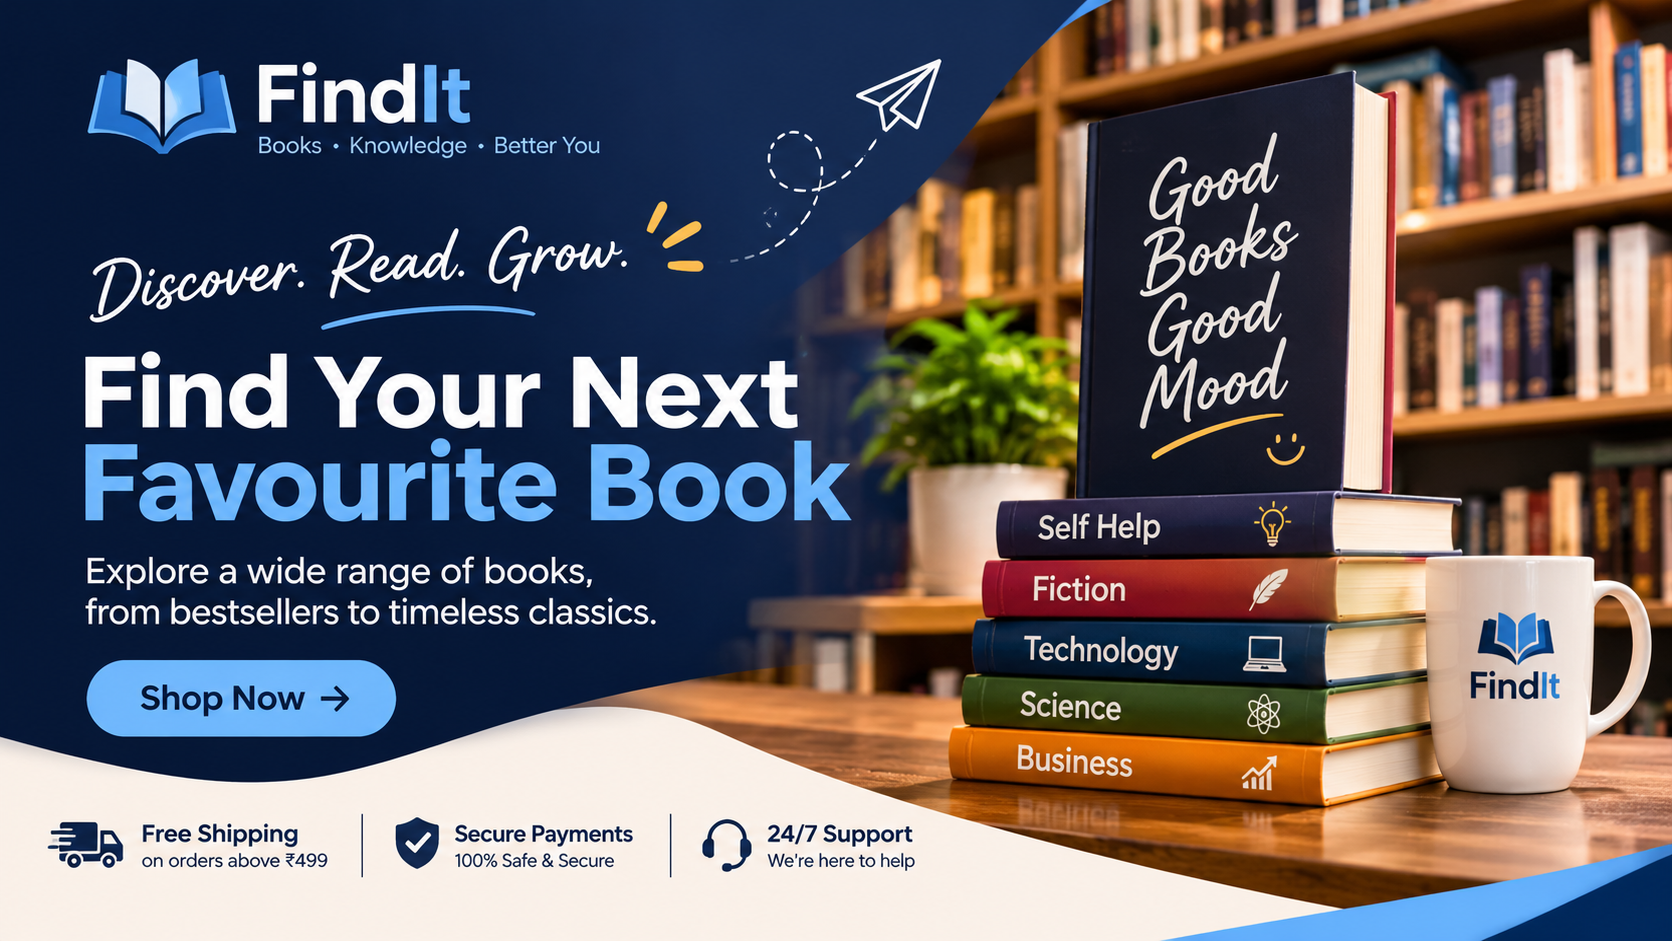 FindIt
Books • Knowledge • Better You
Discover. Read. Grow.
Find Your Next
Favourite Book
Explore a wide range of books,
from bestsellers to timeless classics.
Shop Now →
Free Shipping
on orders above ₹499
Secure Payments
100% Safe & Secure
24/7 Support
We're here to help
Good
Books
Good
Mood
Self Help
Fiction
Technology
Science
Business
FindIt